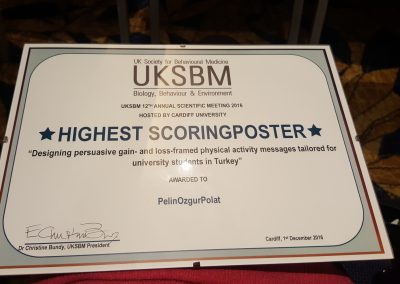 UK Society for Behavioural Medicine
UKSBM
Biology, Behaviour & Environment
UKSBM 12TH ANNUAL SCIENTIFIC MEETING 2016
HOSTED BY CARDIFF UNIVERSITY
HIGHEST SCORINGPOSTER
"Designing persuasive gain- and loss-framed physical activity messages tailored for
university students in Turkey"
AWARDED TO
PelinOzgurPolat
Dr Christine Bundy, UKSBM President
Cardiff, 1st December 2016